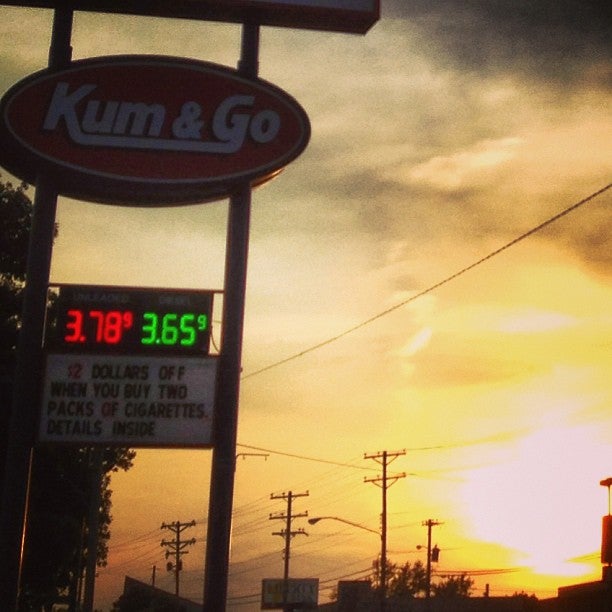 Kum & Go
UNLEADED DIESEL
3.78⁹ 3.65⁹
$2 DOLLARS OFF
WHEN YOU BUY TWO
PACKS OF CIGARETTES.
DETAILS INSIDE